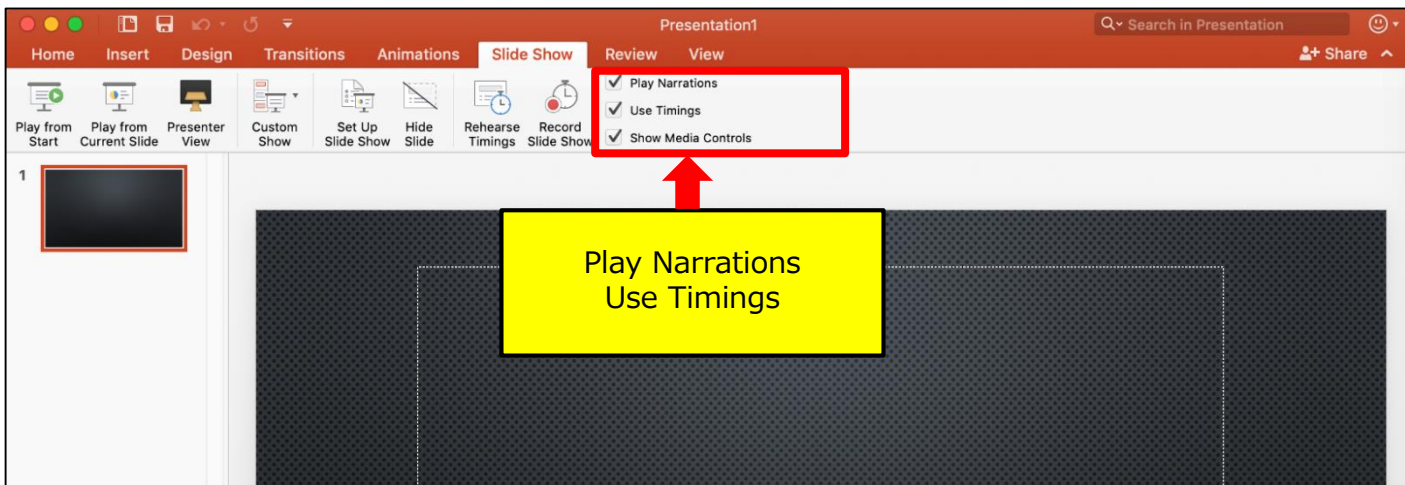 Presentation1
Search in Presentation
Home Insert Design Transitions Animations Slide Show Review View
Share
Play from Start
Play from Current Slide
Presenter View
Custom Show
Set Up Slide Show
Hide Slide
Rehearse Timings
Record Slide Show
Play Narrations
Use Timings
Show Media Controls
1
Play Narrations
Use Timings